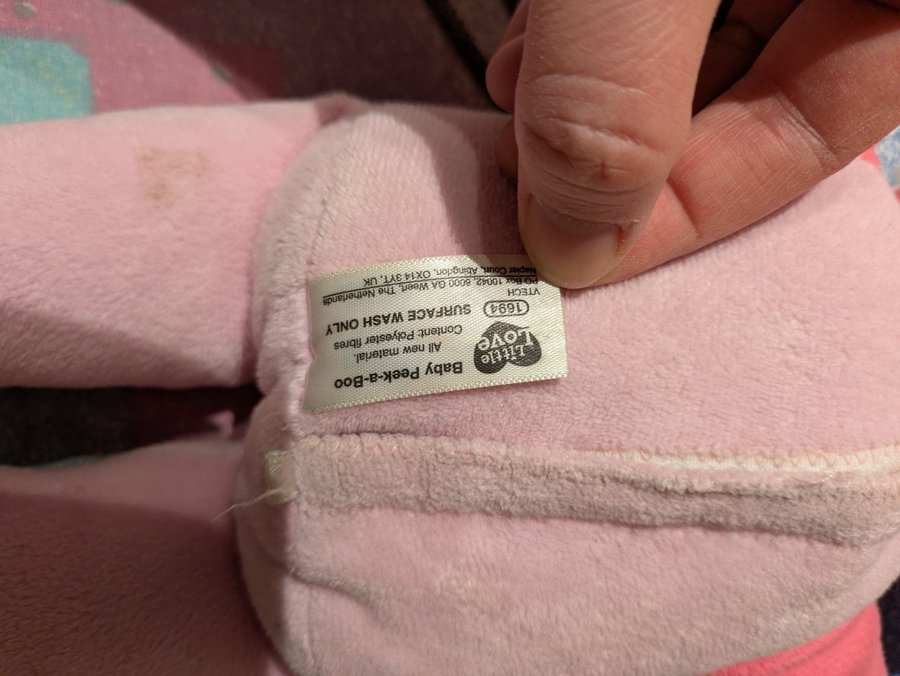 Little
Love
Baby Peek-a-Boo
All new material.
Content: Polyester fibres
1694
SURFACE WASH ONLY
VTECH
PO Box 10042, 6000 GA Weert, The Netherlands
Napier Court, Abingdon, OX14 3YT, UK